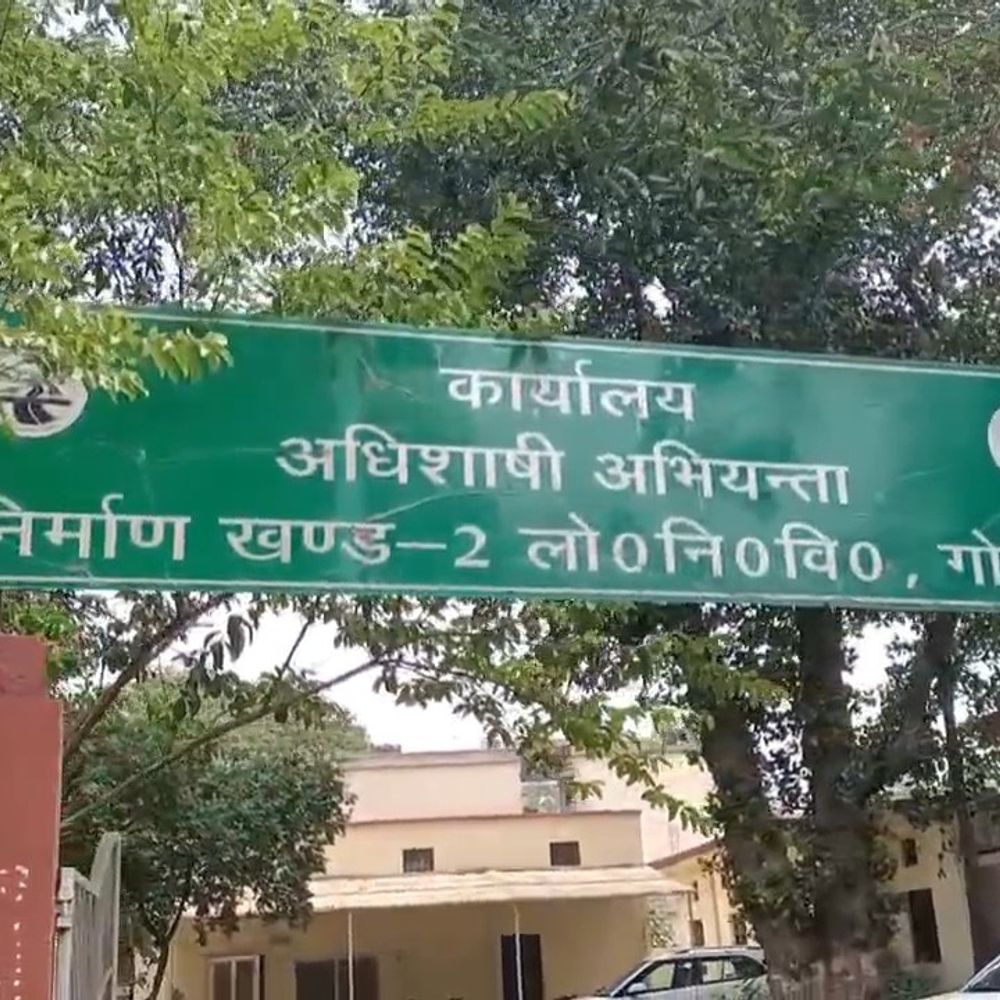 कार्यालय
अधिशाषी अभियन्ता
निर्माण खण्ड–2 लो0नि0वि0,